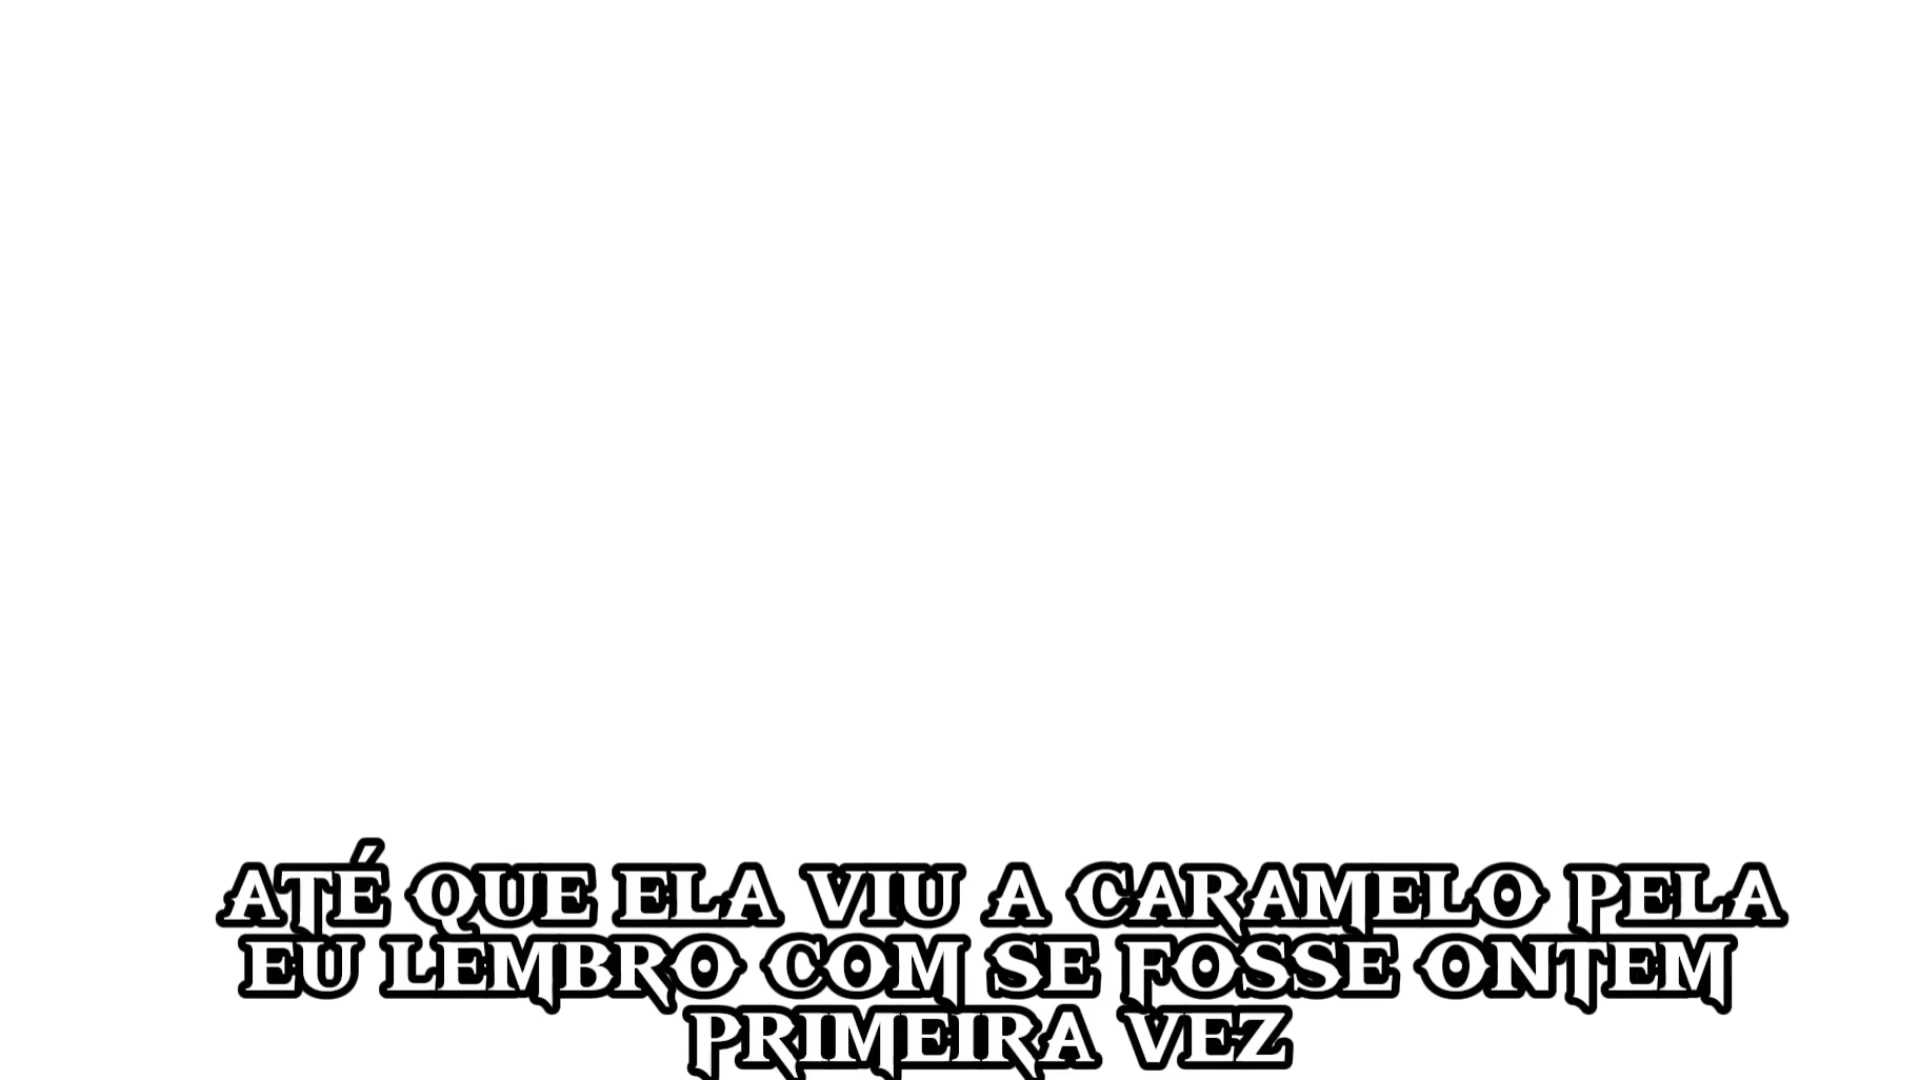 ATÉ QUE ELA VIU A CARAMELO PELA
EU LEMBRO COM SE FOSSE ONTEM
PRIMEIRA VEZ